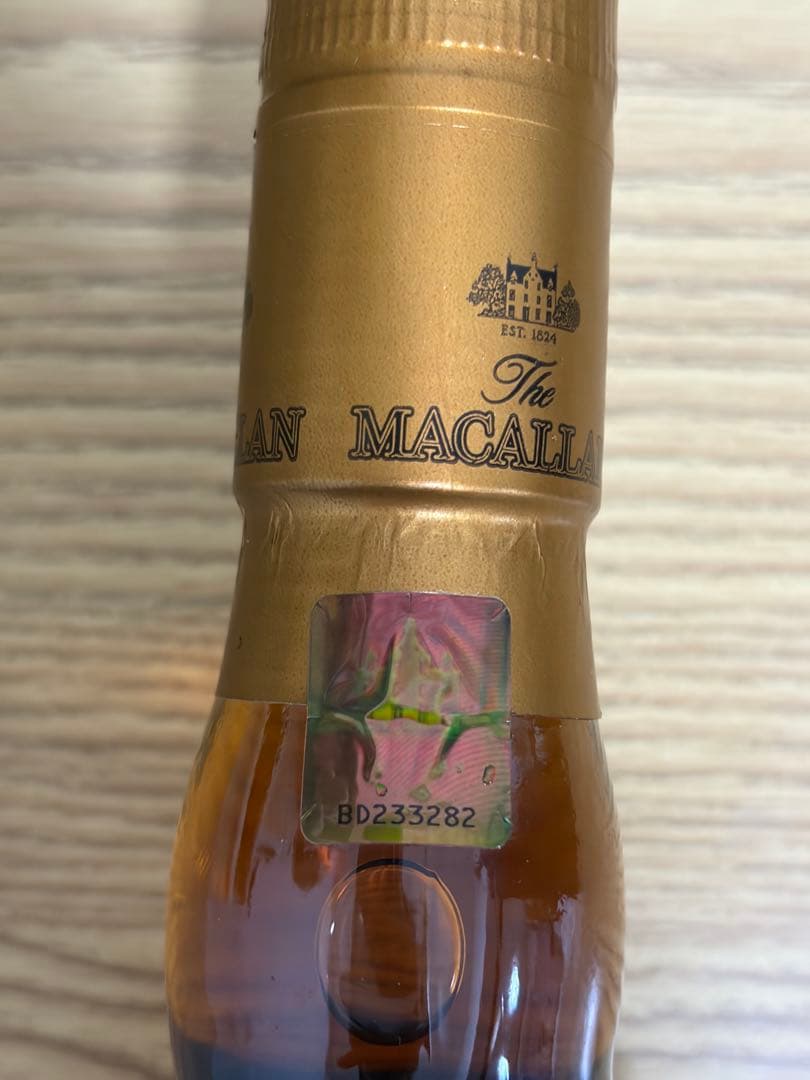 EST. 1824
The
LAN MACALLA
BD233282